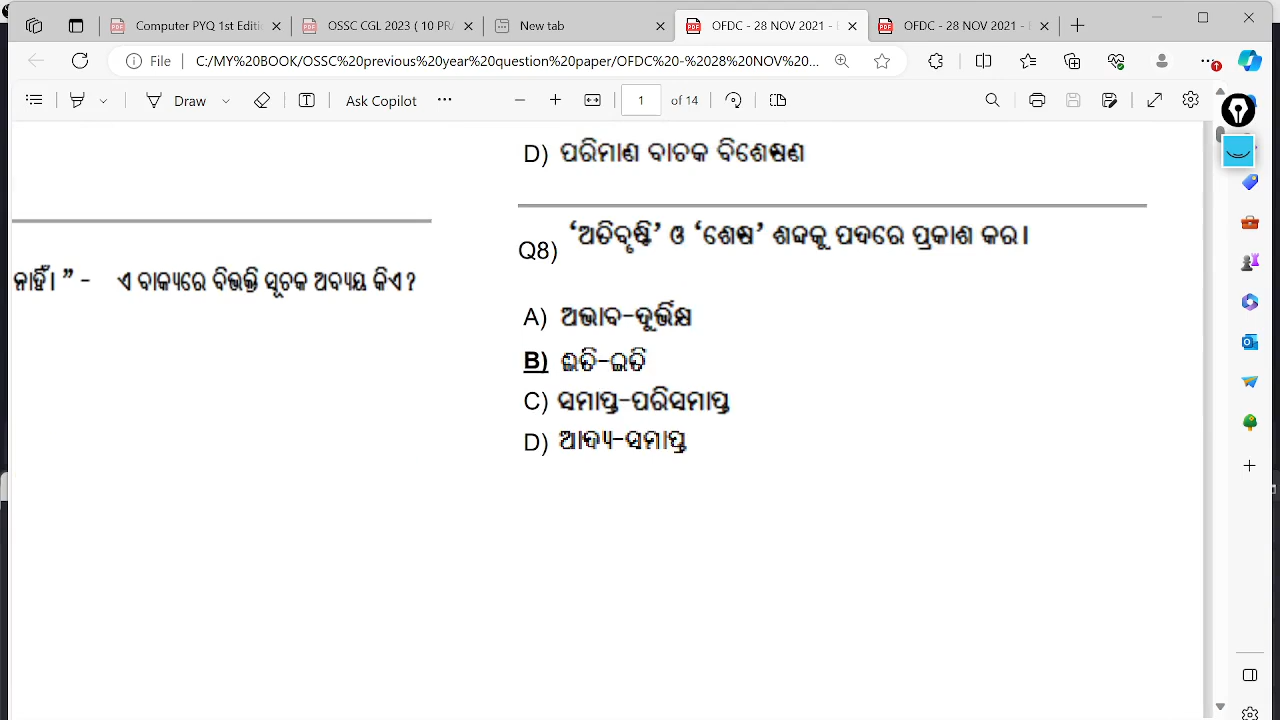 Computer PYQ 1st Editi
OSSC CGL 2023 ( 10 PRA
New tab
OFDC - 28 NOV 2021 - 
OFDC - 28 NOV 2021 - 
File
C:/MY%20BOOK/OSSC%20previous%20year%20question%20paper/OFDC%20-%2028%20NOV%20...
Draw
Ask Copilot
1 of 14
D) ପରିମାଣ ବାଚକ ବିଶେଷଣ
ନାହିଁ। ” - ଏ ବାକ୍ୟରେ ବିଭକ୍ତି ସୂଚକ ଅବ୍ୟୟ କିଏ ?
Q8) ‘ଅତିବୃଷ୍ଟି’ ଓ ‘ଶେଷ’ ଶବ୍ଦକୁ ପଦରେ ପ୍ରକାଶ କର।
A) ଅଭାବ-ଦୁର୍ଭିକ୍ଷ
B) ଈତି-ଇତି
C) ସମାପ୍ତ-ପରିସମାପ୍ତ
D) ଆଦ୍ୟ-ସମାପ୍ତ